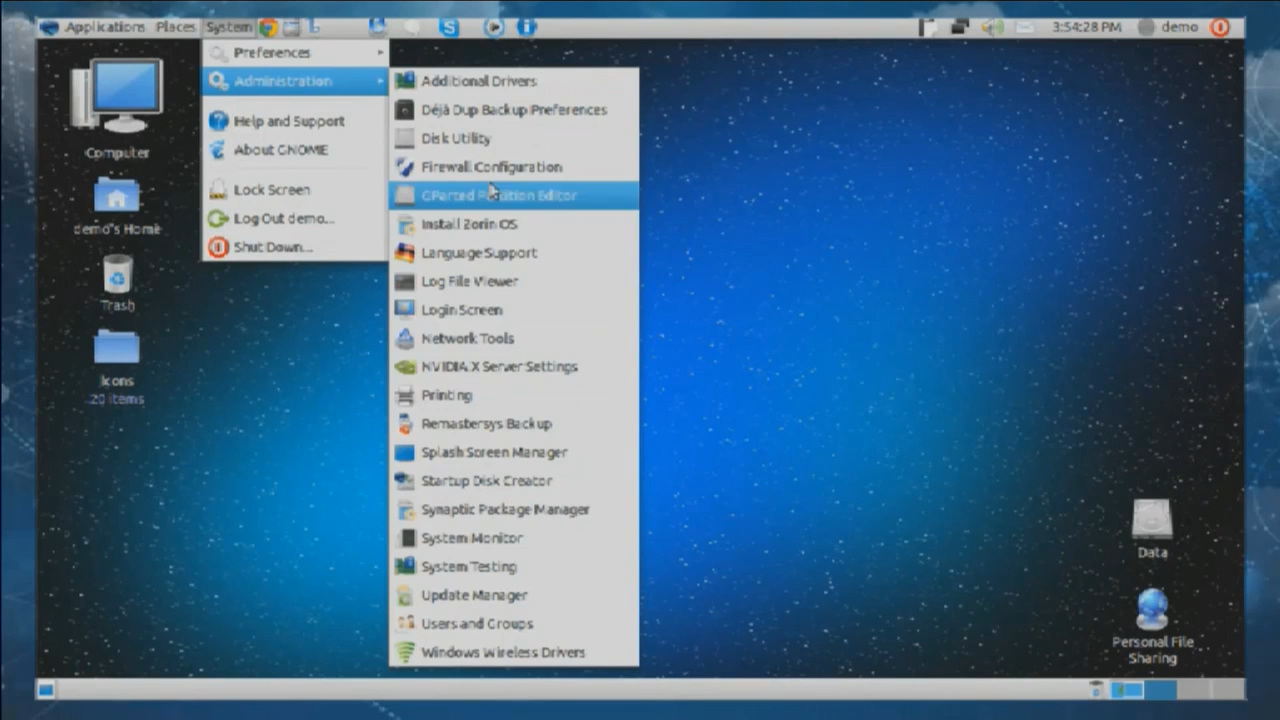 Applications Places System
3:54:28 PM demo
Preferences
Administration
Help and Support
About GNOME
Lock Screen
Log Out demo...
Shut Down...
Additional Drivers
Déjà Dup Backup Preferences
Disk Utility
Firewall Configuration
GParted Partition Editor
Install Zorin OS
Language Support
Log File Viewer
Login Screen
Network Tools
NVIDIA X Server Settings
Printing
Remastersys Backup
Splash Screen Manager
Startup Disk Creator
Synaptic Package Manager
System Monitor
System Testing
Update Manager
Users and Groups
Windows Wireless Drivers
Computer
demo's Home
Trash
Icons
20 items
Data
Personal File
Sharing